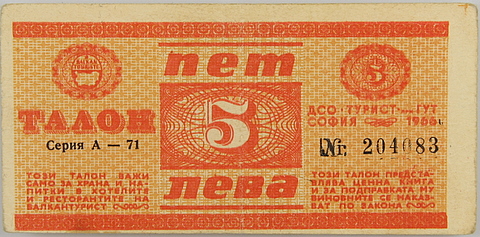 пет
5
ТАЛОН
Серия А — 71
5
ДСО „ТУРИСТ" — ГУТ
СОФИЯ 1966
№ 204083
ТОЗИ ТАЛОН ВАЖИ
САМО ЗА ХРАНА И НА-
ПИТКИ В ХОТЕЛИТЕ
И РЕСТОРАНТИТЕ НА
БАЛКАНТУРИСТ
лева
ТОЗИ ТАЛОН ПРЕДСТА-
ВЛЯВА ЦЕННА КНИГА
И ЗА ПОДПРАВКАТА МУ
ВИНОВНИТЕ СЕ НАКАЗ-
ВАТ ПО ЗАКОНА